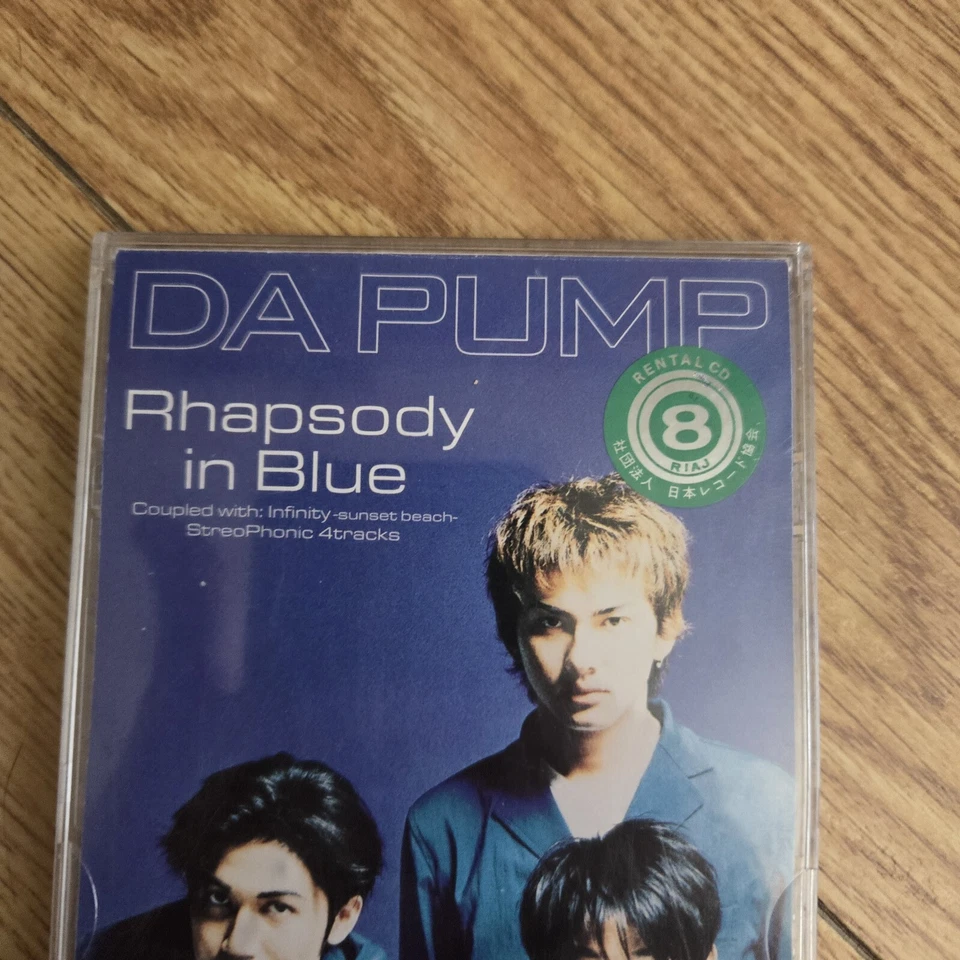 DA PUMP
Rhapsody
in Blue
Coupled with: Infinity -sunset beach-
StreoPhonic 4tracks
RENTAL CD
8
RIAJ
社団法人 日本レコード協会